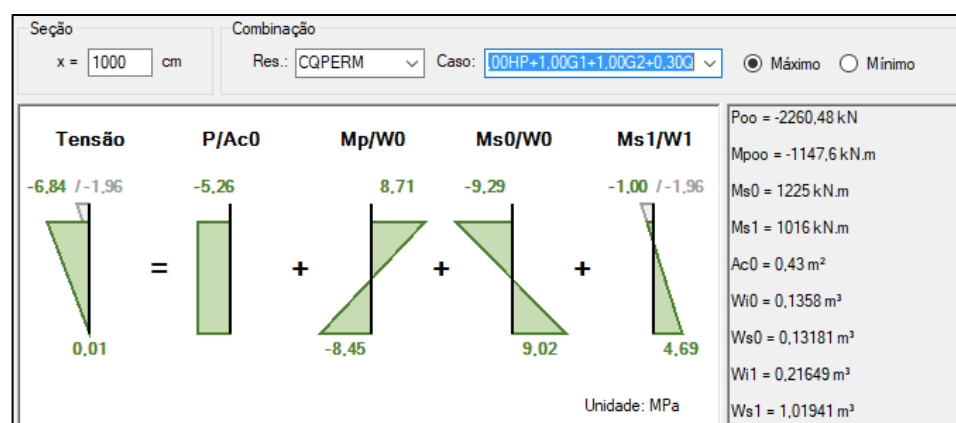 Seção
Combinação
x = 1000 cm
Res.: CQPERM
Caso: ,00HP+1,00G1+1,00G2+0,30Q
Máximo
Mínimo
Tensão
P/Ac0
Mp/W0
Ms0/W0
Ms1/W1
-6,84 /-1,96
-5,26
8,71
-9,29
-1,00 /-1,96
=
+
+
+
0,01
-8,45
9,02
4,69
Unidade: MPa
Poo = -2260,48 kN
Mpoo = -1147,6 kN.m
Ms0 = 1225 kN.m
Ms1 = 1016 kN.m
Ac0 = 0,43 m²
Wi0 = 0,1358 m³
Ws0 = 0,13181 m³
Wi1 = 0,21649 m³
Ws1 = 1,01941 m³